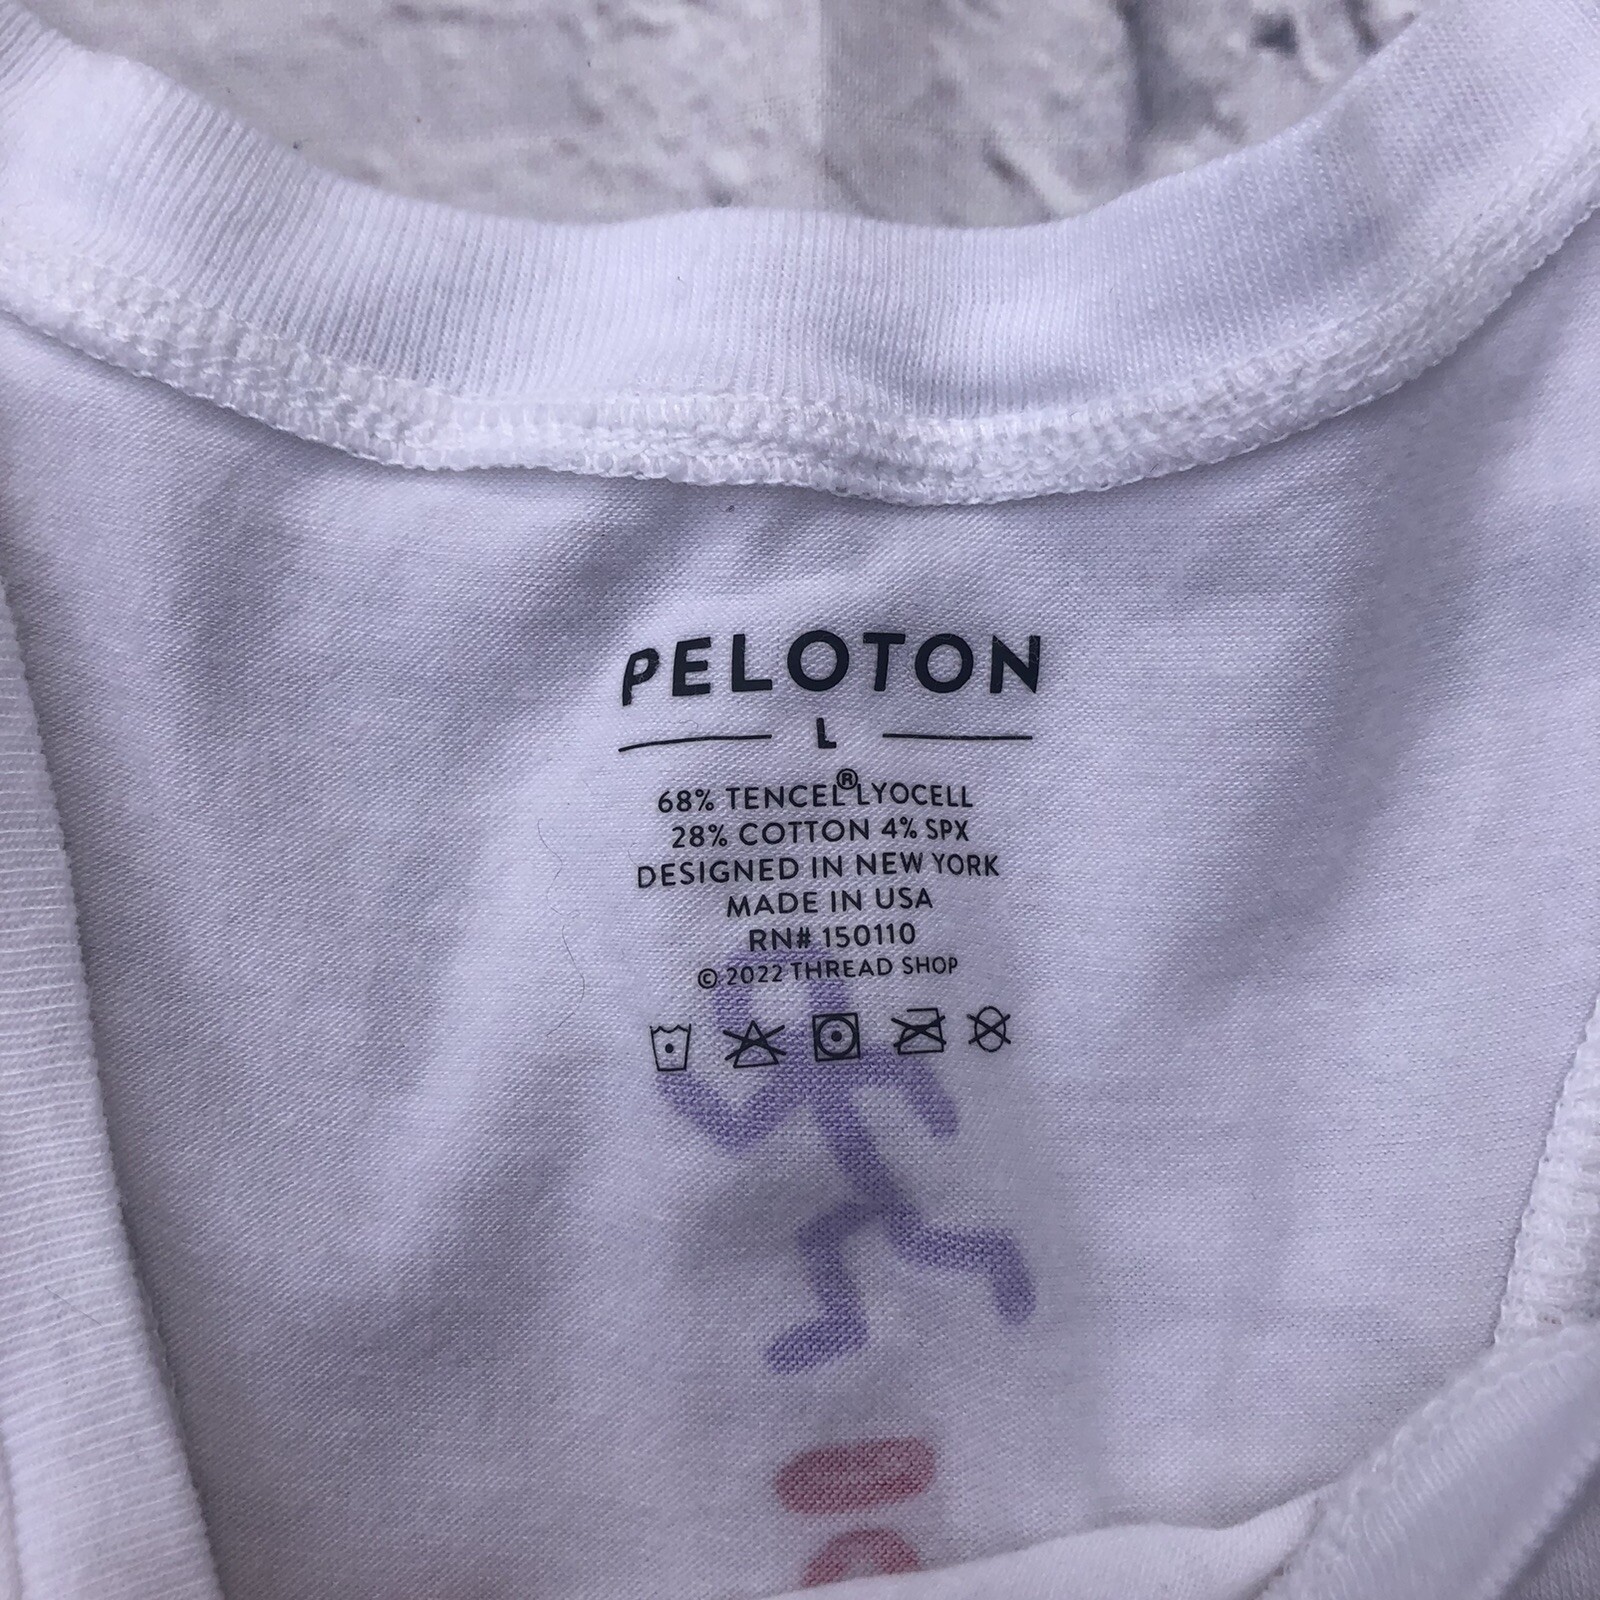 PELOTON
L
68% TENCEL® LYOCELL
28% COTTON 4% SPX
DESIGNED IN NEW YORK
MADE IN USA
RN# 150110
© 2022 THREAD SHOP